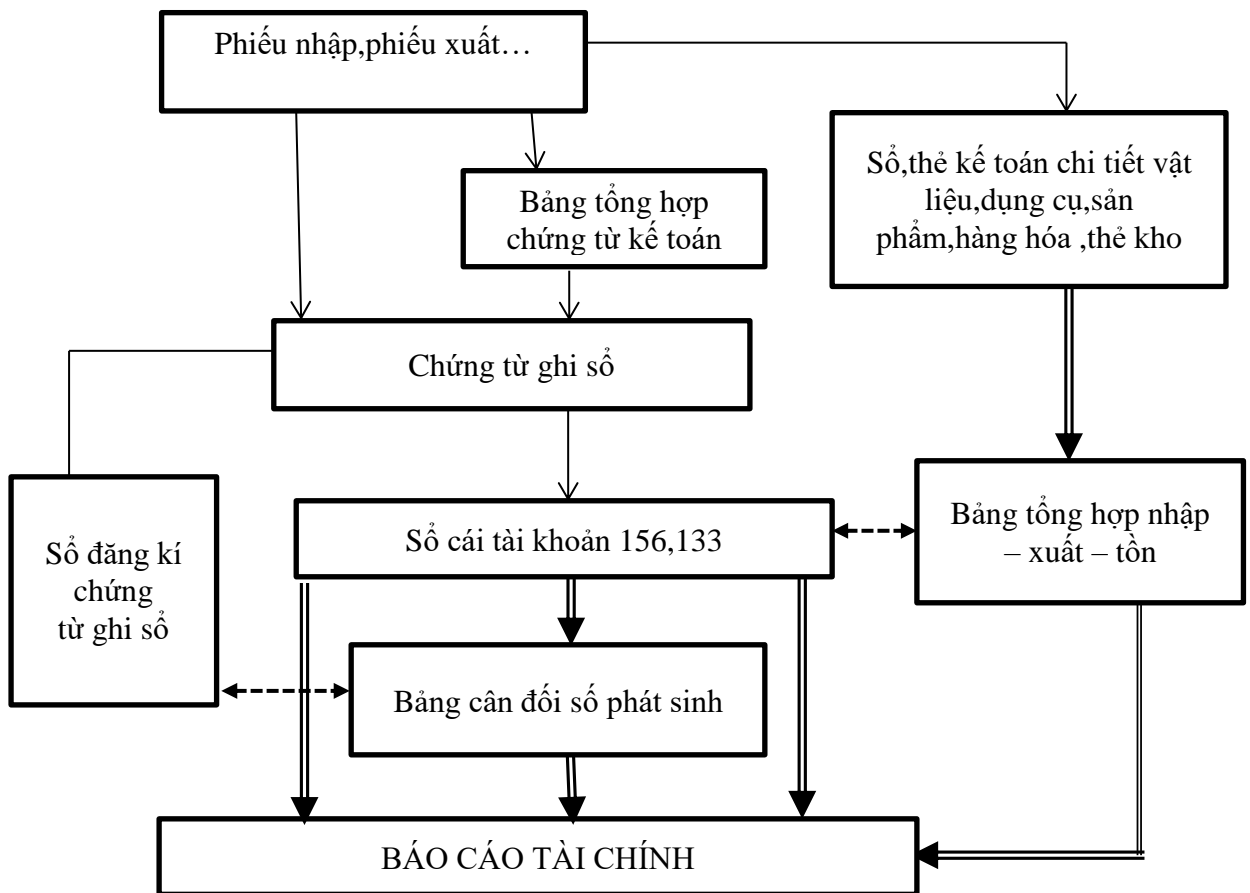 Phiếu nhập,phiếu xuất…
Sổ,thẻ kế toán chi tiết vật
liệu,dụng cụ,sản
phẩm,hàng hóa ,thẻ kho
Bảng tổng hợp
chứng từ kế toán
Chứng từ ghi sổ
Sổ đăng kí
chứng
từ ghi sổ
Sổ cái tài khoản 156,133
Bảng tổng hợp nhập
– xuất – tồn
Bảng cân đối số phát sinh
BÁO CÁO TÀI CHÍNH